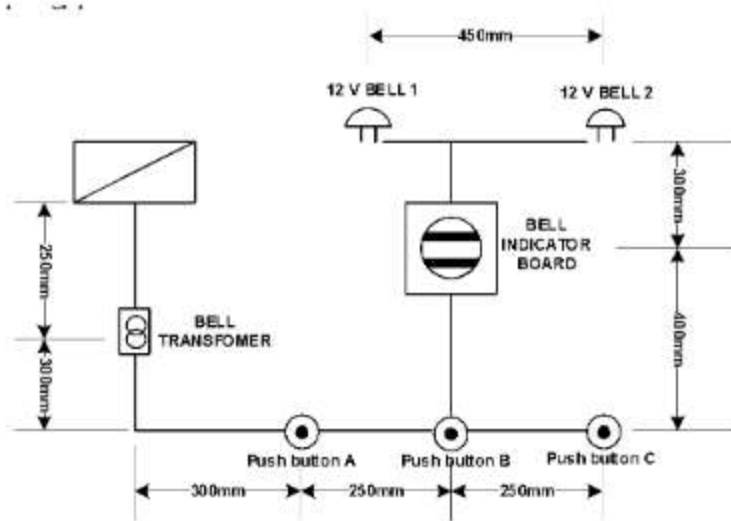 450mm
12 V BELL 1
12 V BELL 2
300mm
250mm
BELL
INDICATOR
BOARD
BELL
TRANSFOMER
400mm
300mm
Push button A
Push button B
Push button C
300mm
250mm
250mm